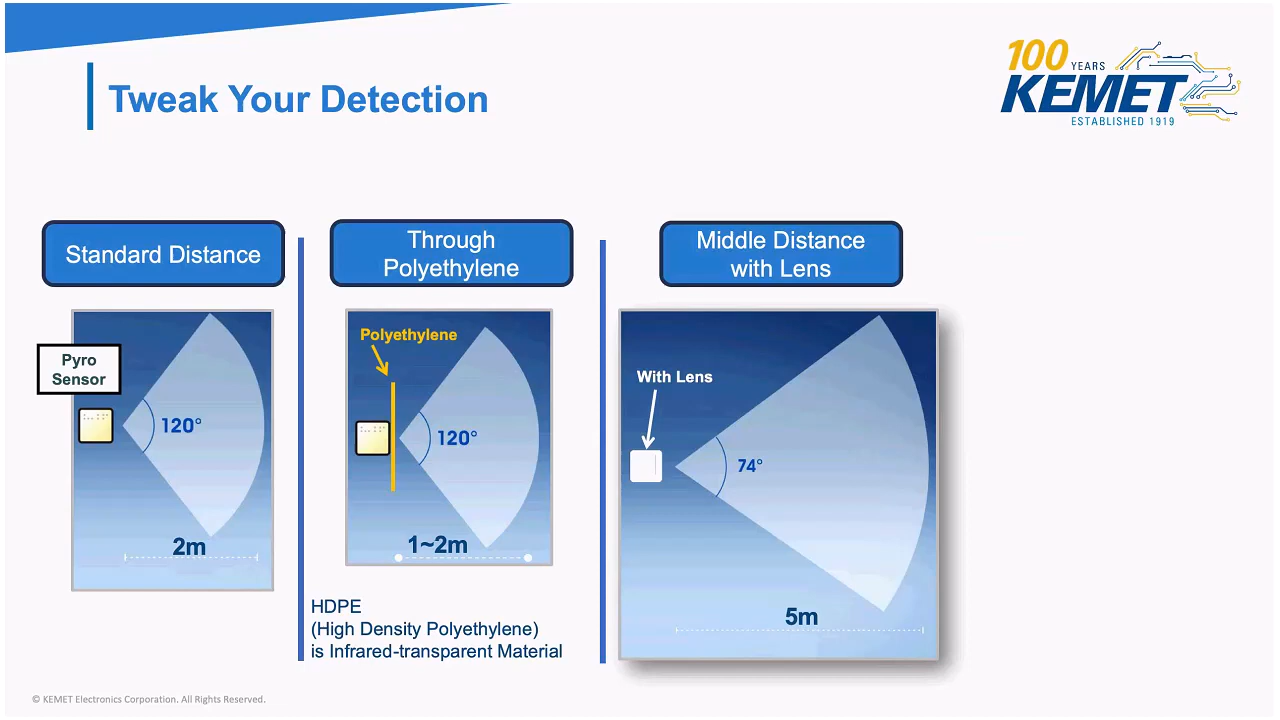 Tweak Your Detection
100 YEARS
KEMET
ESTABLISHED 1919
Standard Distance
Pyro
Sensor
120°
2m
Through
Polyethylene
Polyethylene
120°
1~2m
HDPE
(High Density Polyethylene)
is Infrared-transparent Material
Middle Distance
with Lens
With Lens
74°
5m
© KEMET Electronics Corporation. All Rights Reserved.